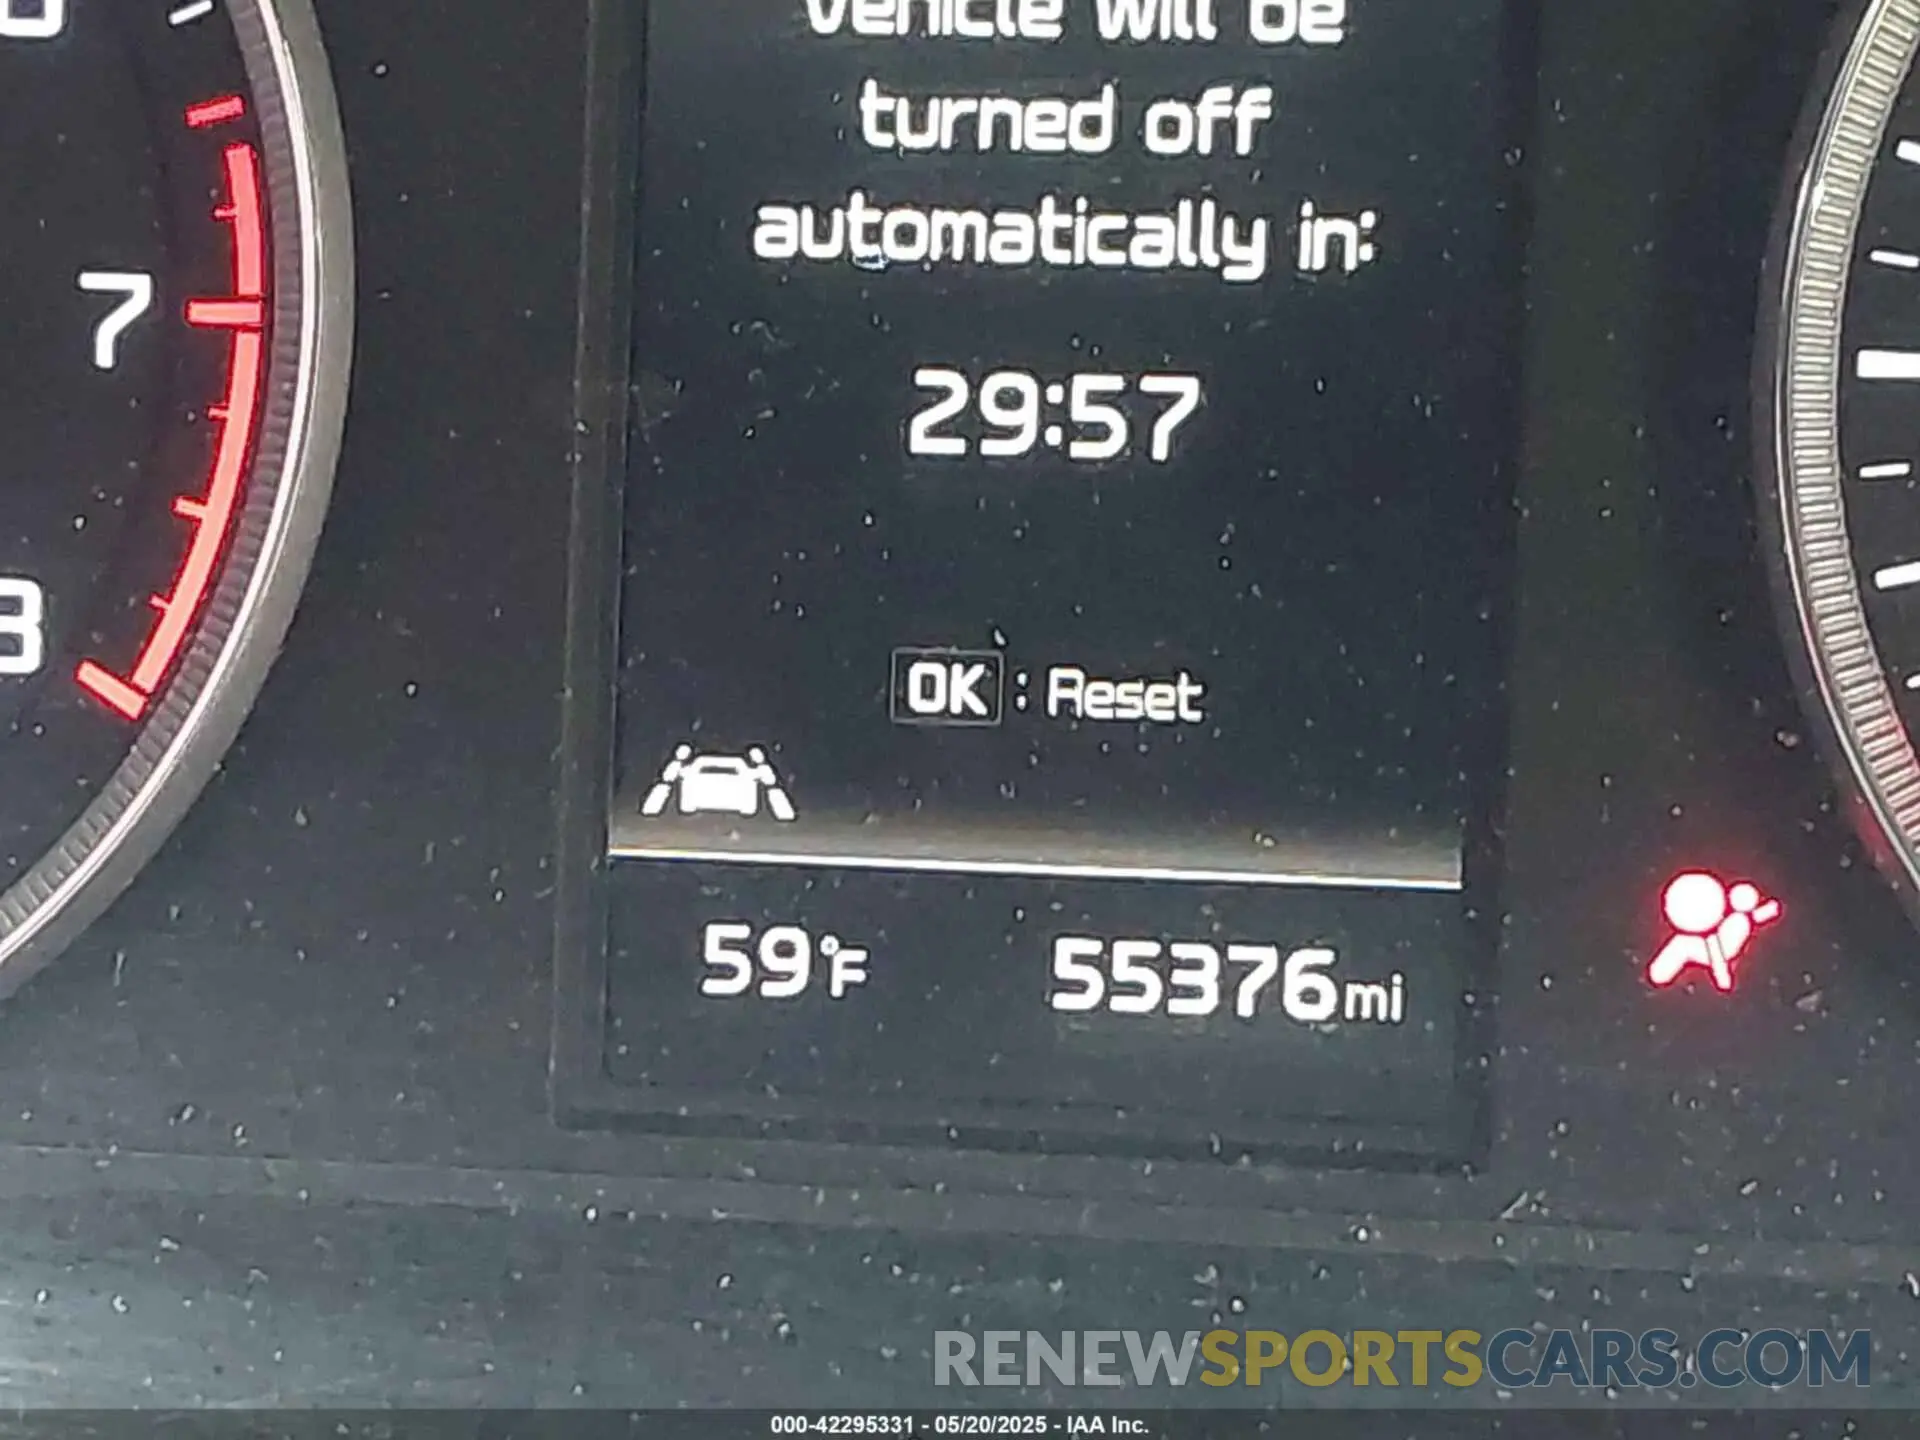 vehicle will be
turned off
automatically in:
7
29:57
OK : Reset
59°F 55376mi
RENEWSPORTSCARS.COM
000-42295331 - 05/20/2025 - IAA Inc.